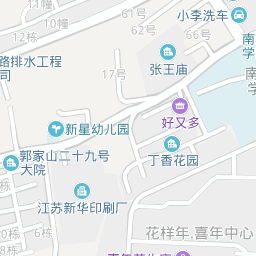 10幢
61号
66号
小李洗车
12栋
南
学
路排水工程
司
17号
张王庙
南
学
好又多
新星幼儿园
郭家山二十九号
大院
丁香花园
8栋
江苏新华印刷厂
花样年.喜年中心